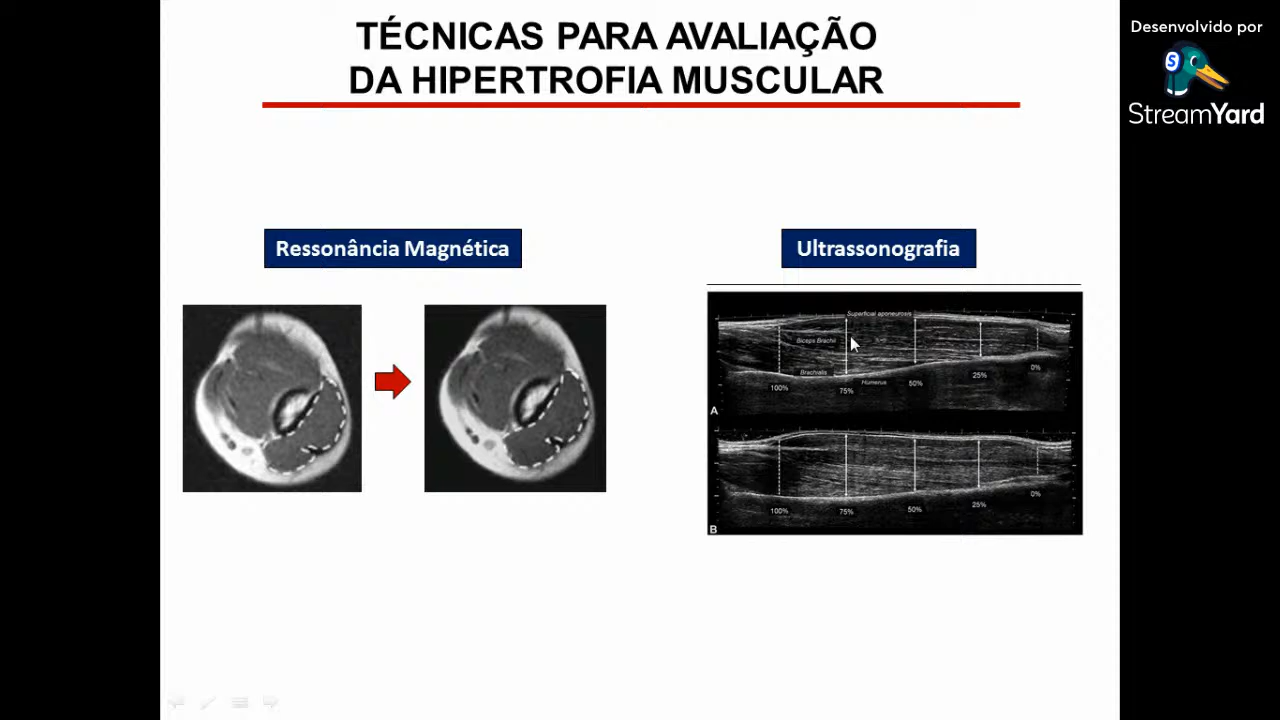 TÉCNICAS PARA AVALIAÇÃO
DA HIPERTROFIA MUSCULAR
Desenvolvido por
StreamYard
Ressonância Magnética
Ultrassonografia
Superficial aponeurosis
Biceps Brachii
Brachialis
Humerus
100%
75%
50%
25%
0%
A
100%
75%
50%
25%
0%
B